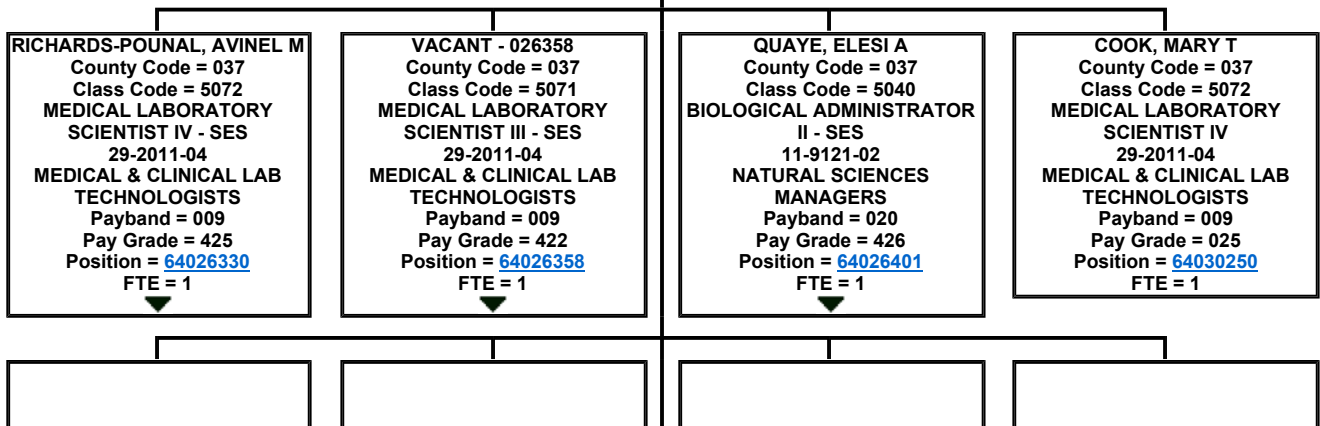 RICHARDS-POUNAL, AVINEL M
County Code = 037
Class Code = 5072
MEDICAL LABORATORY
SCIENTIST IV - SES
29-2011-04
MEDICAL & CLINICAL LAB
TECHNOLOGISTS
Payband = 009
Pay Grade = 425
Position = 64026330
FTE = 1
VACANT - 026358
County Code = 037
Class Code = 5071
MEDICAL LABORATORY
SCIENTIST III - SES
29-2011-04
MEDICAL & CLINICAL LAB
TECHNOLOGISTS
Payband = 009
Pay Grade = 422
Position = 64026358
FTE = 1
QUAYE, ELESI A
County Code = 037
Class Code = 5040
BIOLOGICAL ADMINISTRATOR
II - SES
11-9121-02
NATURAL SCIENCES
MANAGERS
Payband = 020
Pay Grade = 426
Position = 64026401
FTE = 1
COOK, MARY T
County Code = 037
Class Code = 5072
MEDICAL LABORATORY
SCIENTIST IV
29-2011-04
MEDICAL & CLINICAL LAB
TECHNOLOGISTS
Payband = 009
Pay Grade = 025
Position = 64030250
FTE = 1